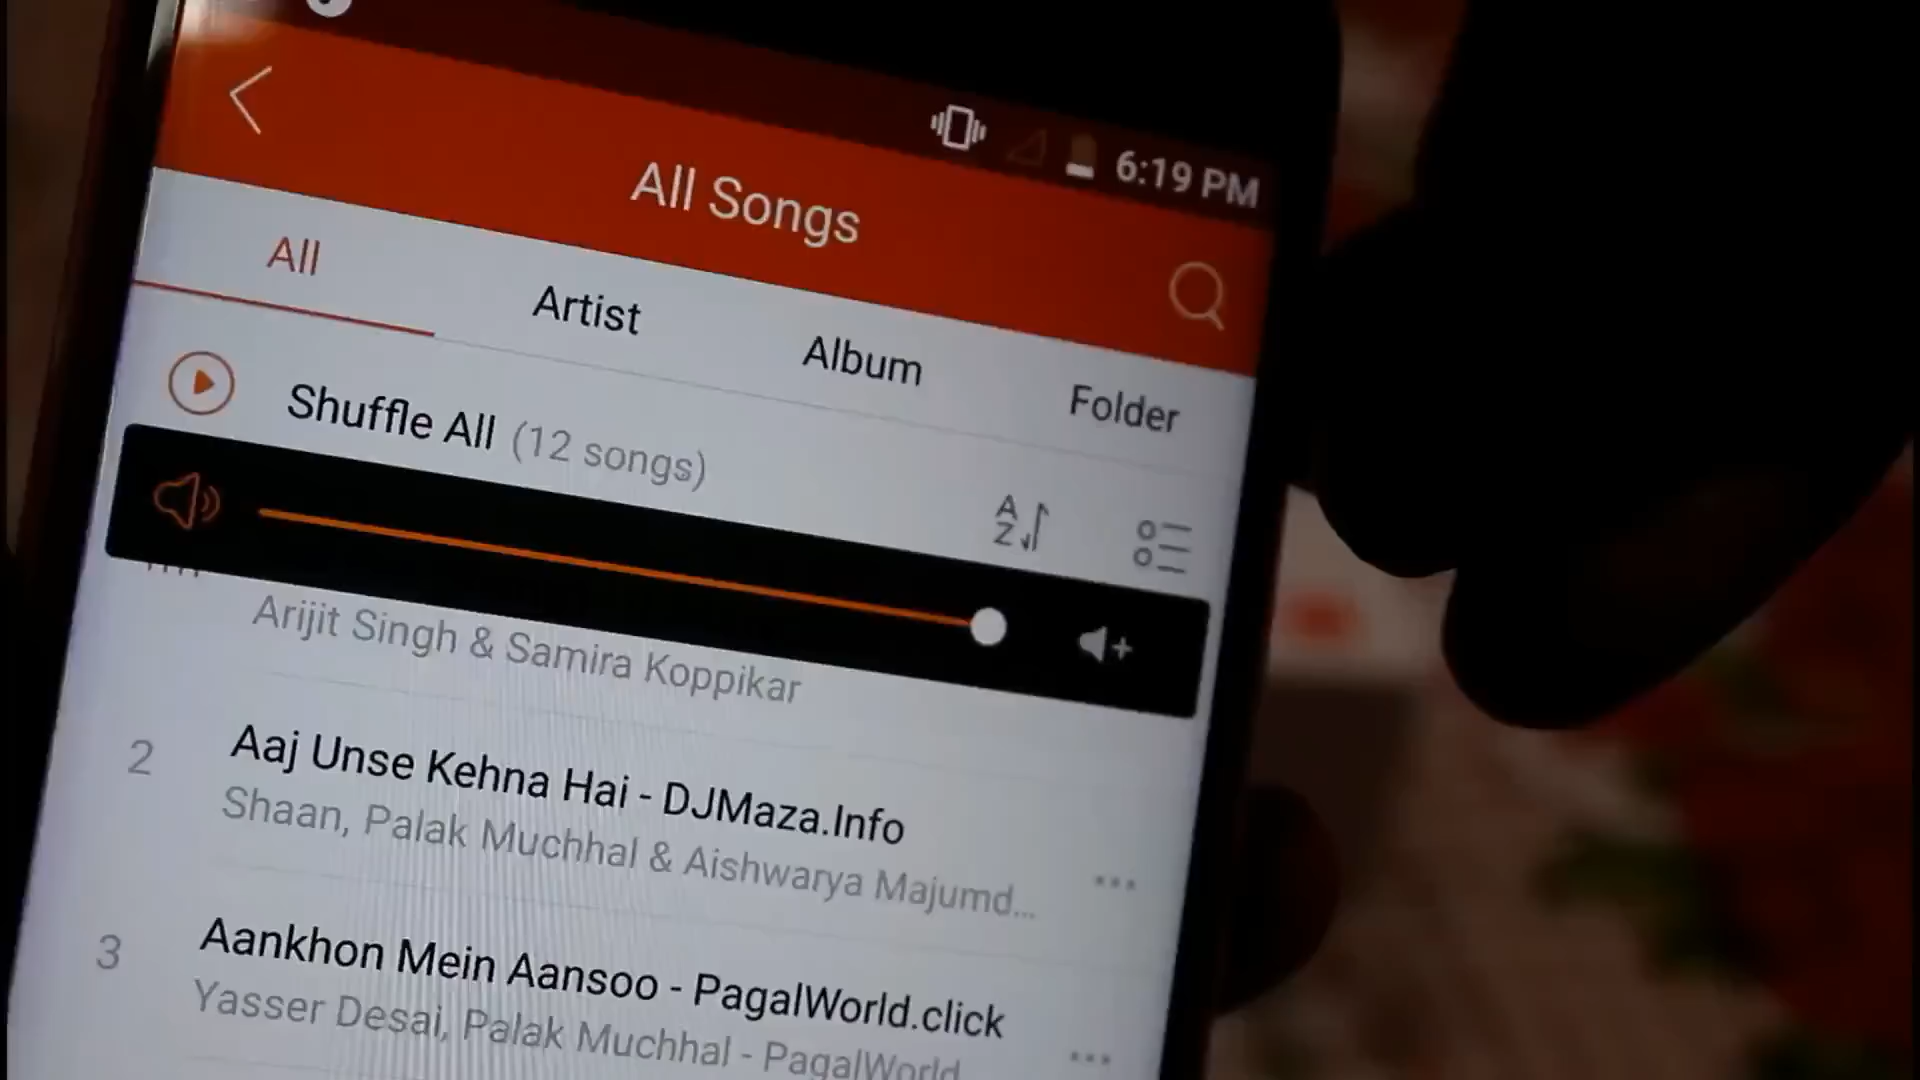 6:19 PM
All Songs
All
Artist
Album
Folder
Shuffle All (12 songs)
A
Z
Arijit Singh & Samira Koppikar
2
Aaj Unse Kehna Hai - DJMaza.Info
Shaan, Palak Muchhal & Aishwarya Majumd...
3
Aankhon Mein Aansoo - PagalWorld.click
Yasser Desai, Palak Muchhal - PagalWorld